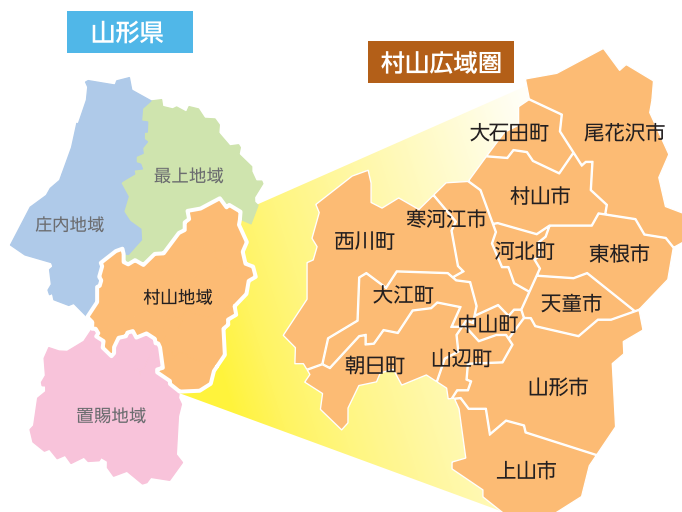 山形県
村山広域圏
最上地域
庄内地域
村山地域
置賜地域
大石田町
尾花沢市
村山市
寒河江市
西川町
河北町
東根市
大江町
天童市
中山町
山辺町
朝日町
山形市
上山市